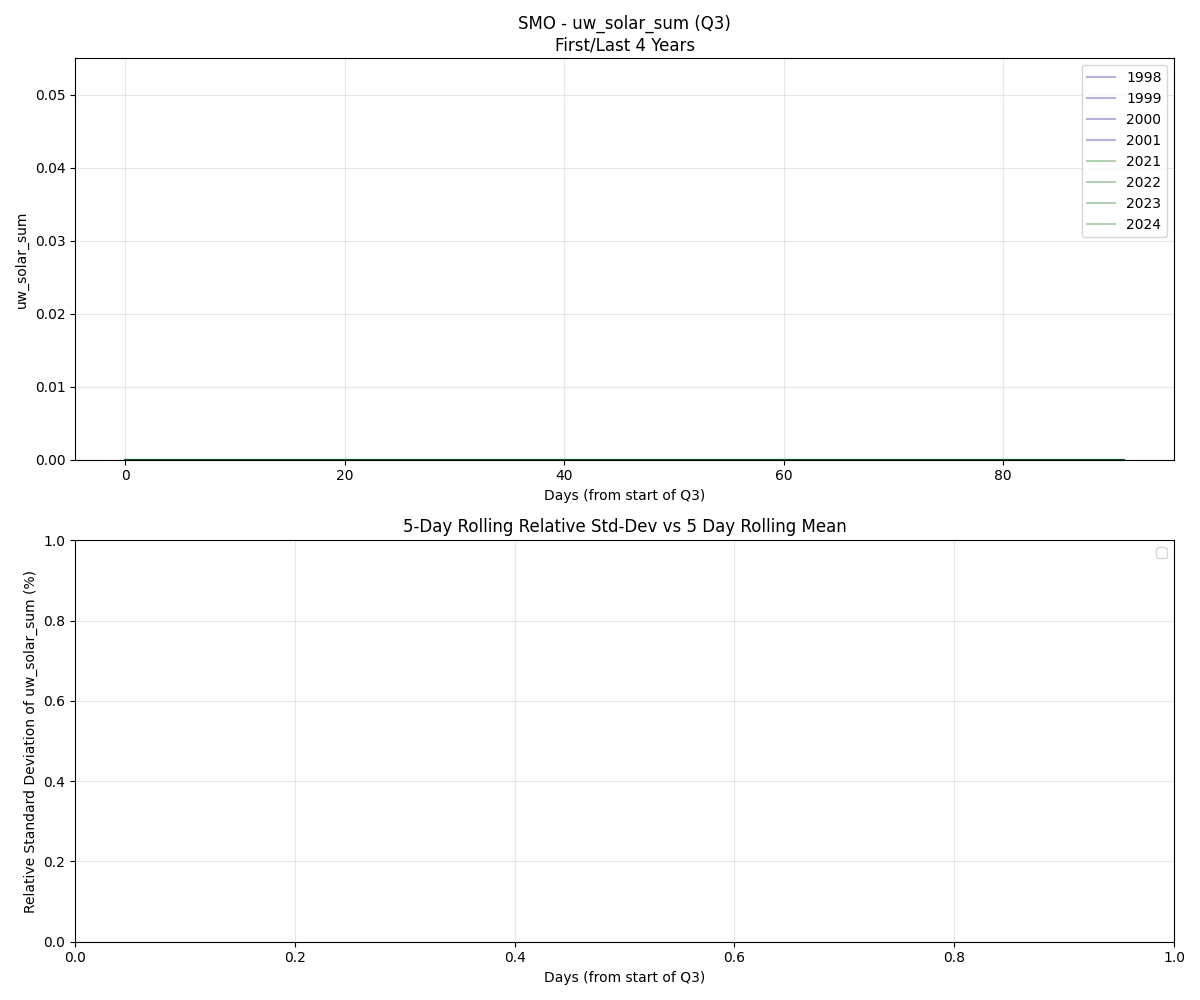 SMO - uw_solar_sum (Q3)
First/Last 4 Years
uw_solar_sum
0.05
0.04
0.03
0.02
0.01
0.00
1998
1999
2000
2001
2021
2022
2023
2024
0 20 40 60 80
Days (from start of Q3)
5-Day Rolling Relative Std-Dev vs 5 Day Rolling Mean
Relative Standard Deviation of uw_solar_sum (%)
1.0
0.8
0.6
0.4
0.2
0.0
0.0 0.2 0.4 0.6 0.8 1.0
Days (from start of Q3)